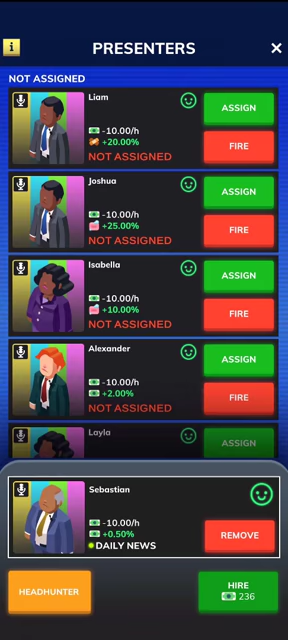 i
PRESENTERS
×
NOT ASSIGNED
Liam
-10.00/h
+20.00%
NOT ASSIGNED
ASSIGN
FIRE
Joshua
-10.00/h
+25.00%
NOT ASSIGNED
ASSIGN
FIRE
Isabella
-10.00/h
+10.00%
NOT ASSIGNED
ASSIGN
FIRE
Alexander
-10.00/h
+2.00%
NOT ASSIGNED
ASSIGN
FIRE
Layla
ASSIGN
Sebastian
-10.00/h
+0.50%
DAILY NEWS
REMOVE
HEADHUNTER
HIRE
236